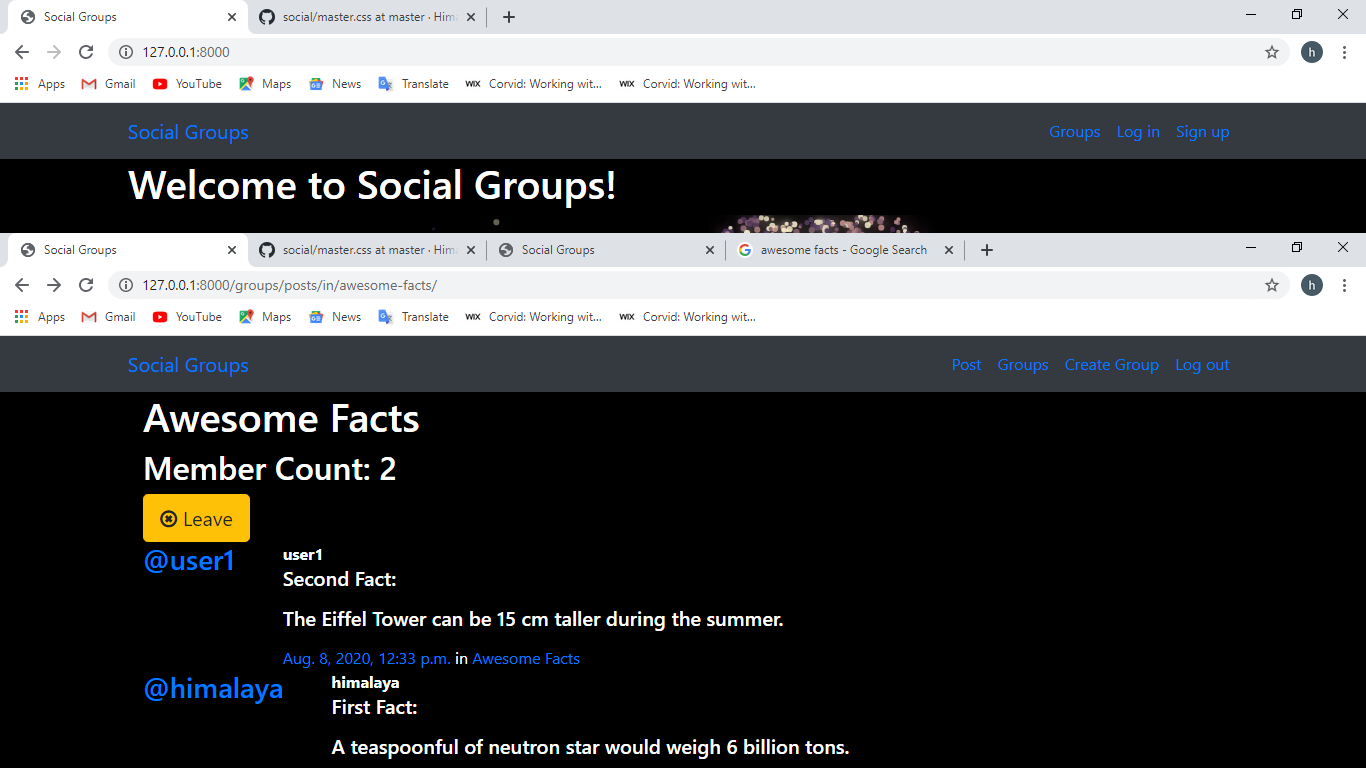 Social Groups social/master.css at master · Him
127.0.0.1:8000 h
Apps Gmail YouTube Maps News Translate WIX Corvid: Working wit... WIX Corvid: Working wit...
Social Groups Groups Log in Sign up
Welcome to Social Groups!
Social Groups social/master.css at master · Him Social Groups awesome facts - Google Search
127.0.0.1:8000/groups/posts/in/awesome-facts/ h
Apps Gmail YouTube Maps News Translate WIX Corvid: Working wit... WIX Corvid: Working wit...
Social Groups Post Groups Create Group Log out
Awesome Facts
Member Count: 2
Leave
@user1 user1
Second Fact:
The Eiffel Tower can be 15 cm taller during the summer.
Aug. 8, 2020, 12:33 p.m. in Awesome Facts
@himalaya himalaya
First Fact:
A teaspoonful of neutron star would weigh 6 billion tons.